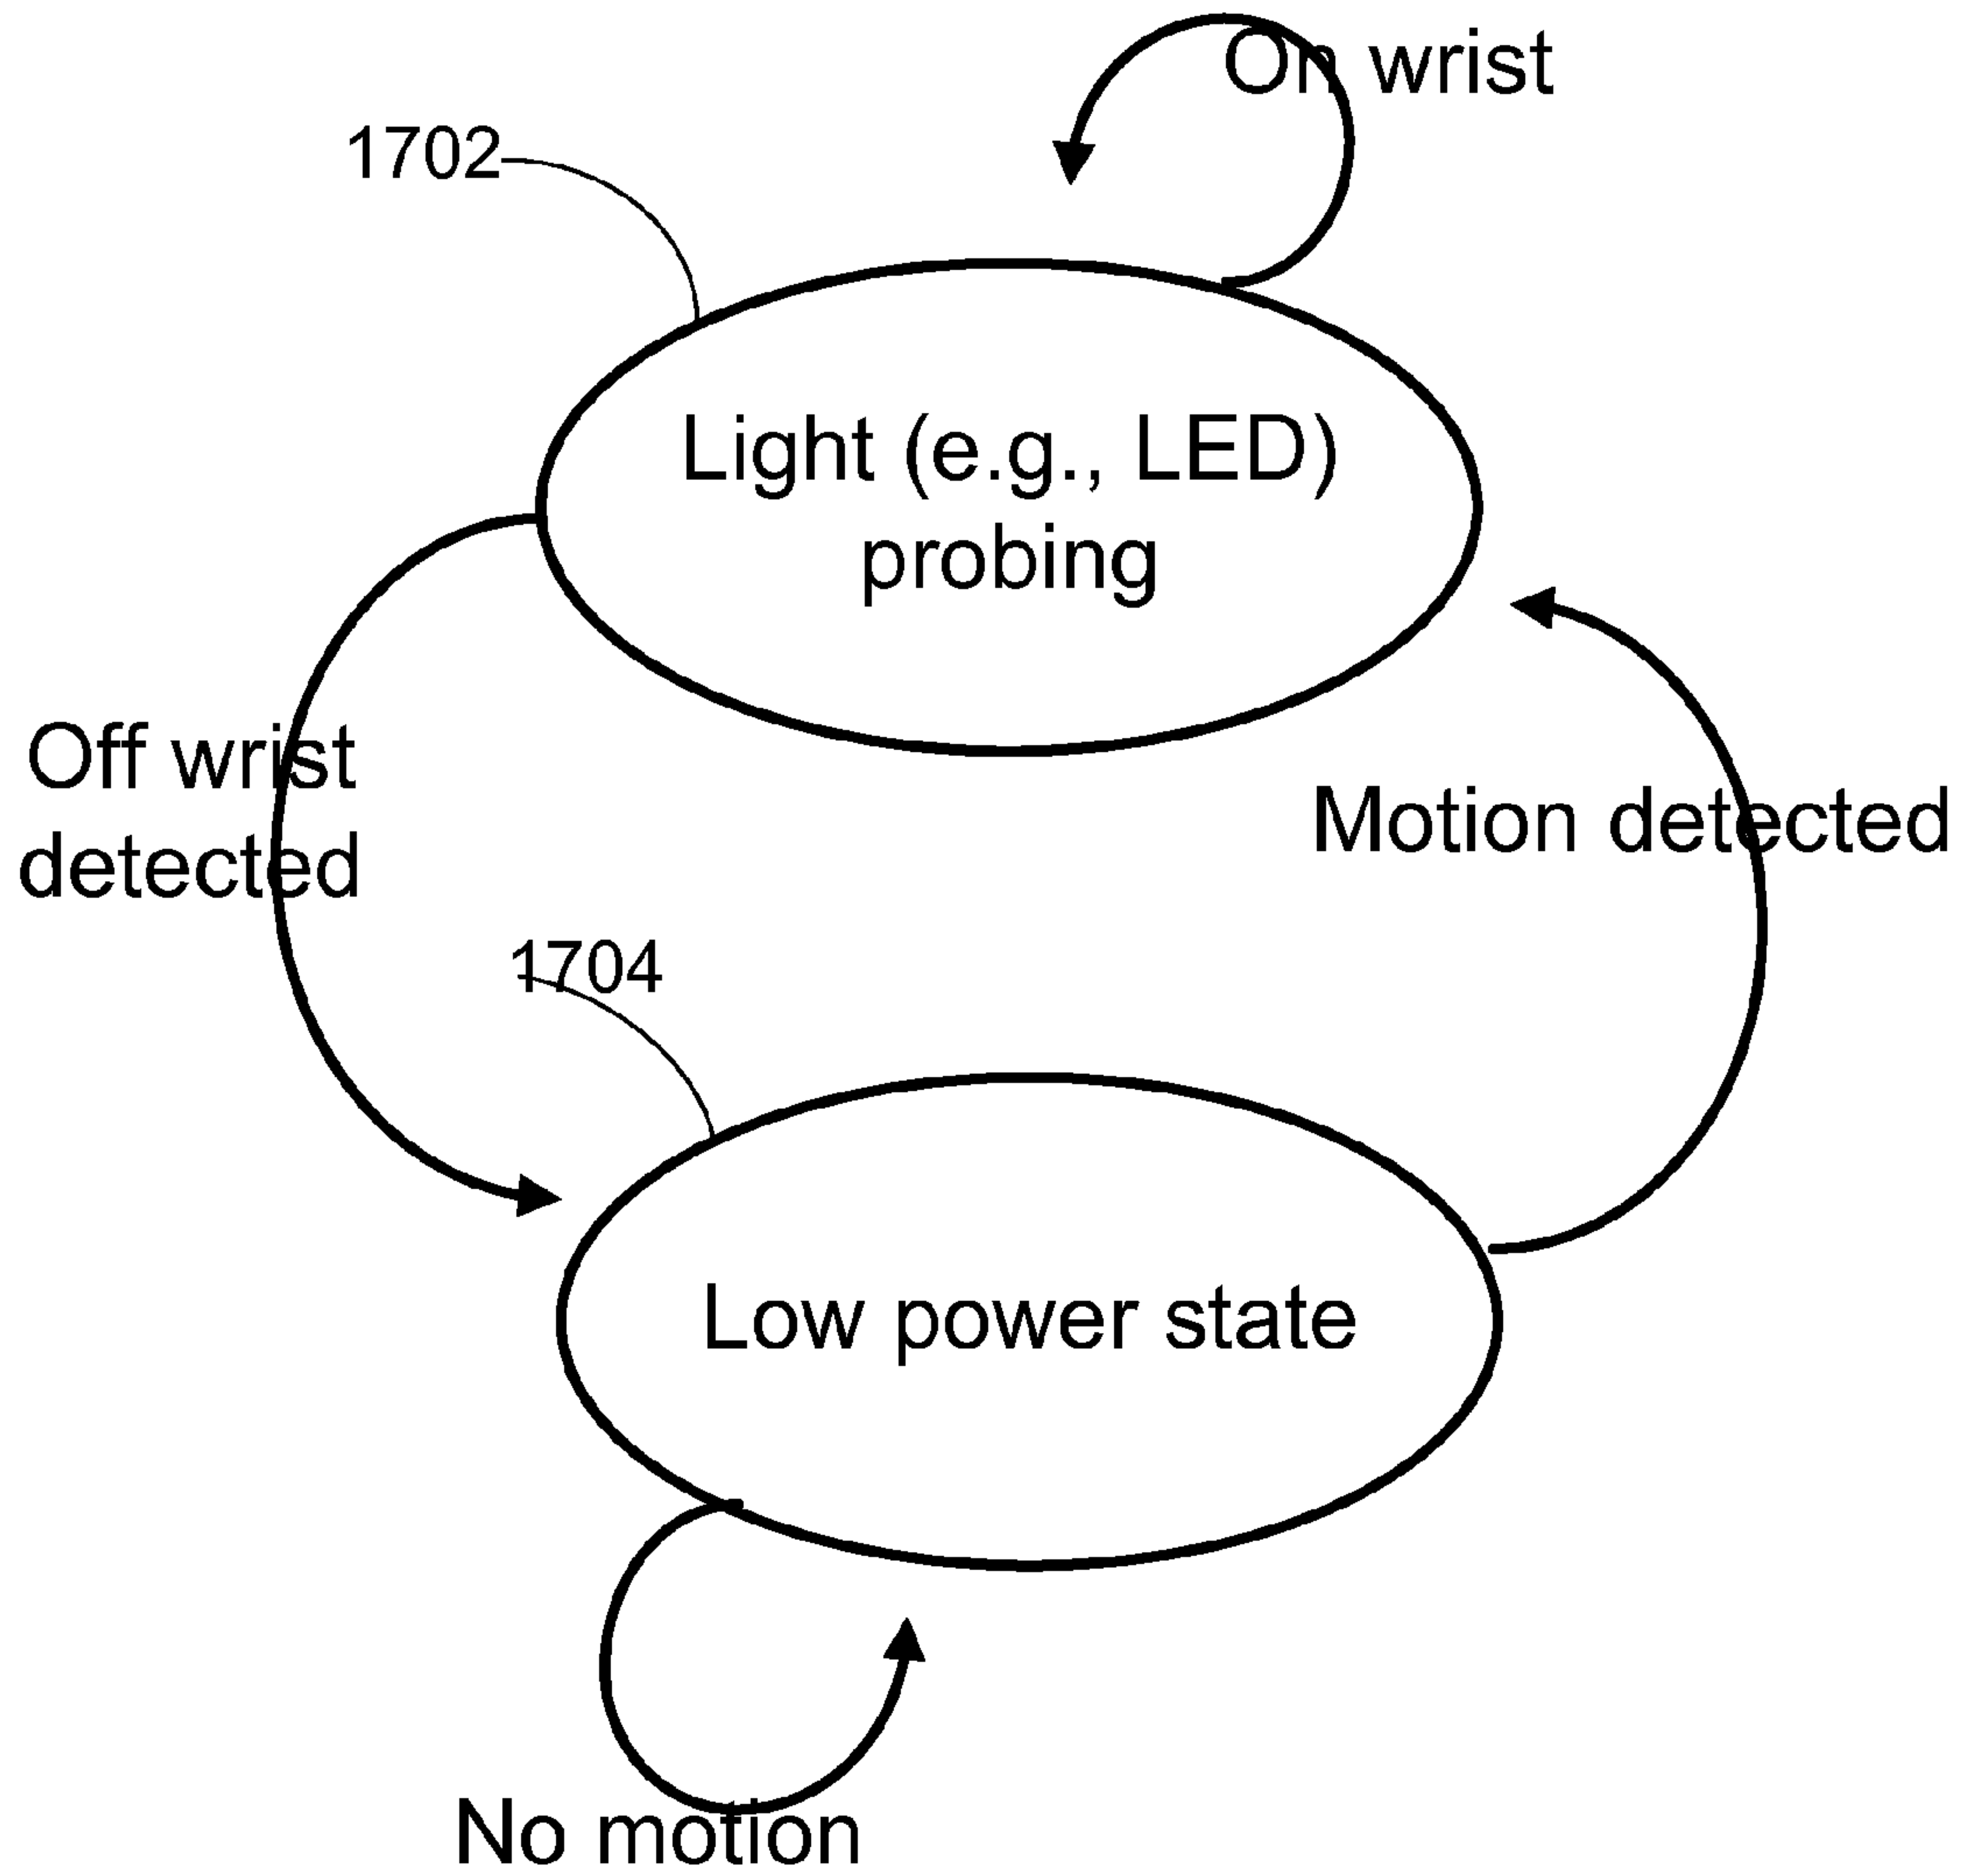 On wrist
1702
Light (e.g., LED)
probing
Off wrist
detected
Motion detected
1704
Low power state
No motion